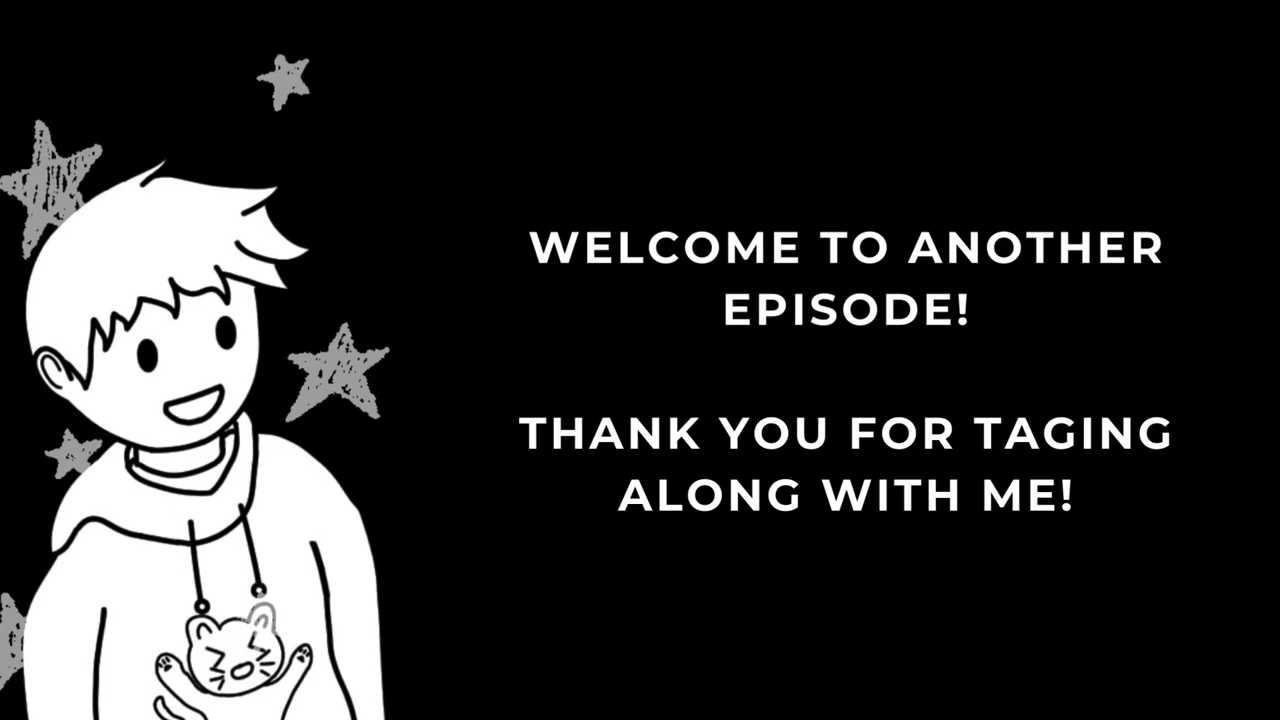 WELCOME TO ANOTHER
EPISODE!
THANK YOU FOR TAGING
ALONG WITH ME!